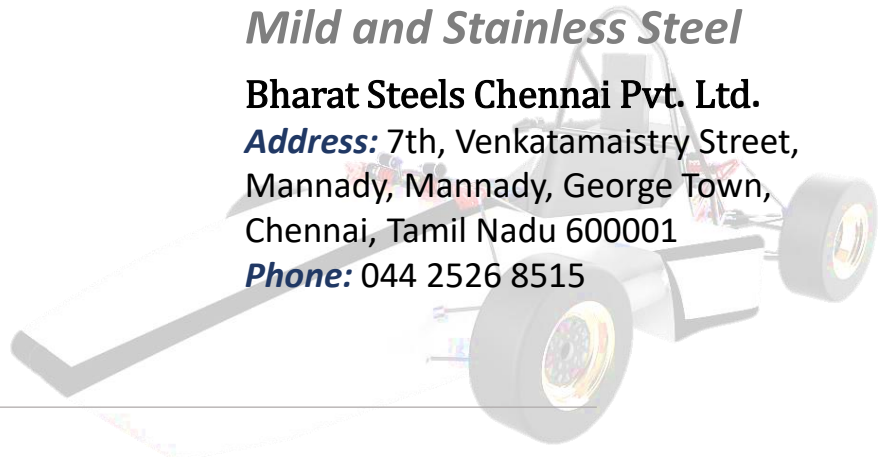 Mild and Stainless Steel
Bharat Steels Chennai Pvt. Ltd.
Address: 7th, Venkatamaistry Street,
Mannady, Mannady, George Town,
Chennai, Tamil Nadu 600001
Phone: 044 2526 8515